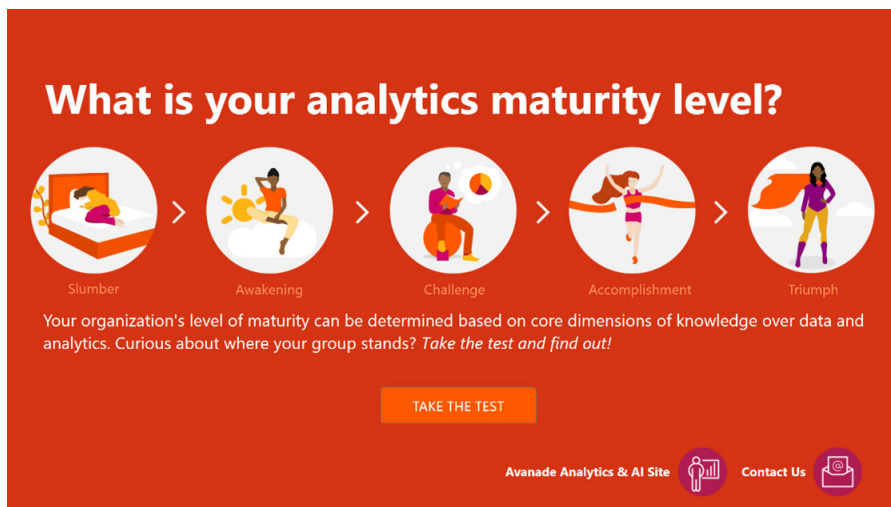 What is your analytics maturity level?
Slumber
Awakening
Challenge
Accomplishment
Triumph
Your organization's level of maturity can be determined based on core dimensions of knowledge over data and
analytics. Curious about where your group stands? Take the test and find out!
TAKE THE TEST
Avanade Analytics & AI Site
Contact Us